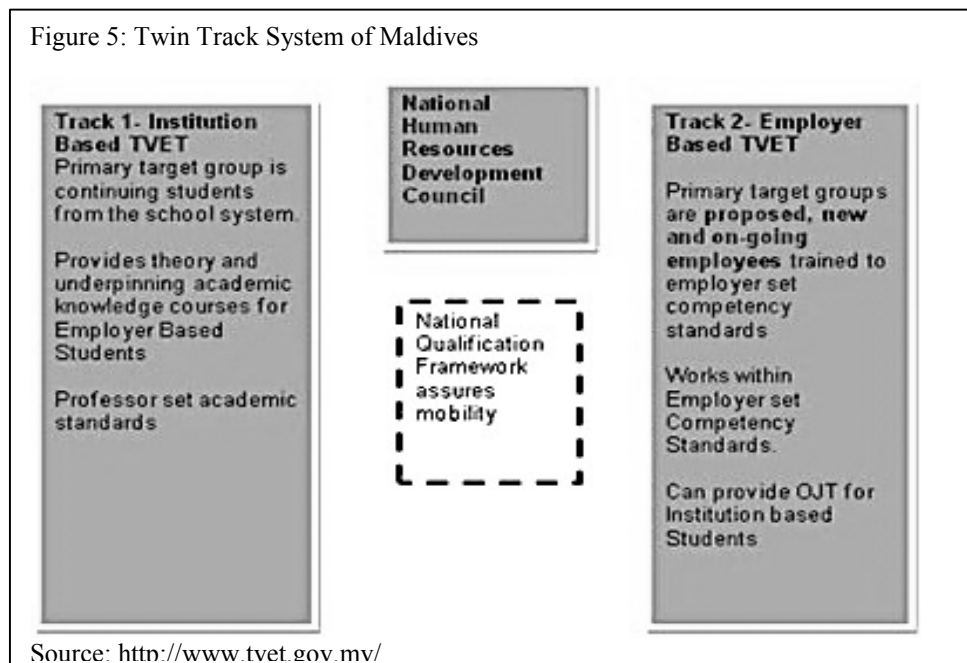 Figure 5: Twin Track System of Maldives
Track 1- Institution
Based TVET
Primary target group is
continuing students
from the school system.
Provides theory and
underpinning academic
knowledge courses for
Employer Based
Students
Professor set academic
standards
National
Human
Resources
Development
Council
National
Qualification
Framework
assures
mobility
Track 2- Employer
Based TVET
Primary target groups
are proposed, new
and on-going
employees trained to
employer set
competency
standards
Works within
Employer set
Competency
Standards.
Can provide OJT for
Institution based
Students
Source: http://www.tvet.gov.mv/